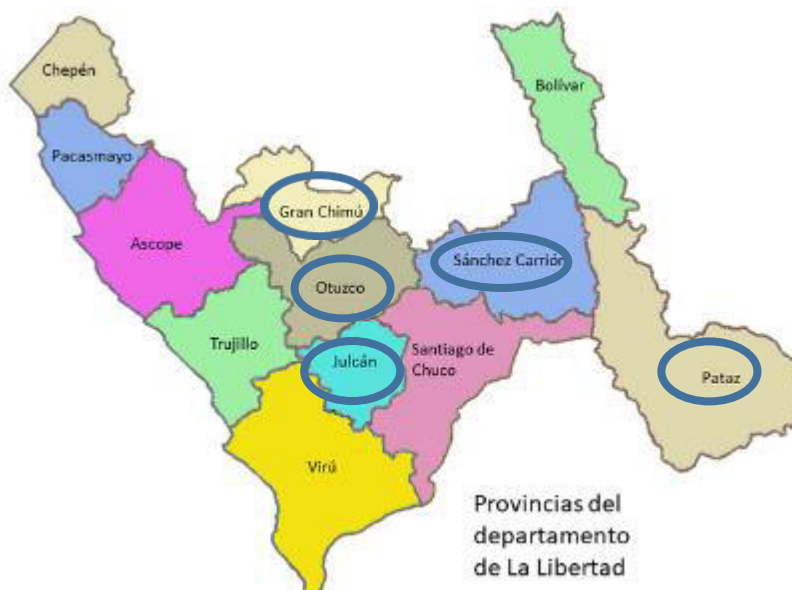 Chepén
Bolívar
Pacasmayo
Gran Chimú
Ascope
Sánchez Carrión
Otuzco
Trujillo
Julcán
Santiago de
Chuco
Pataz
Virú
Provincias del
departamento
de La Libertad